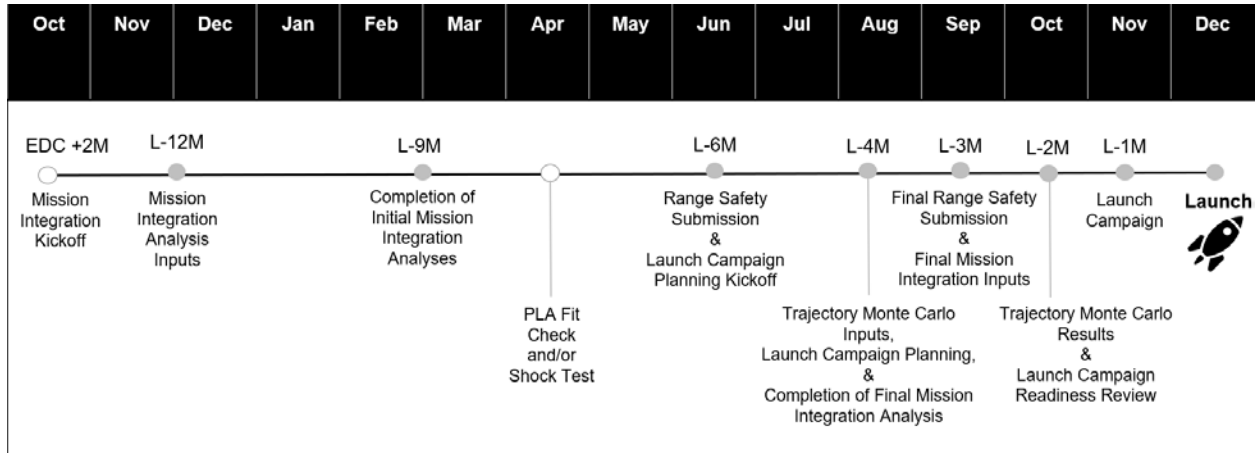 Oct Nov Dec Jan Feb Mar Apr May Jun Jul Aug Sep Oct Nov Dec
EDC +2M
Mission
Integration
Kickoff
L-12M
Mission
Integration
Analysis
Inputs
L-9M
Completion of
Initial Mission
Integration
Analyses
PLA Fit
Check
and/or
Shock Test
L-6M
Range Safety
Submission
&
Launch Campaign
Planning Kickoff
L-4M
Trajectory Monte Carlo
Inputs,
Launch Campaign Planning,
&
Completion of Final Mission
Integration Analysis
L-3M
Final Range Safety
Submission
&
Final Mission
Integration Inputs
L-2M
Trajectory Monte Carlo
Results
&
Launch Campaign
Readiness Review
L-1M
Launch
Campaign
Launch